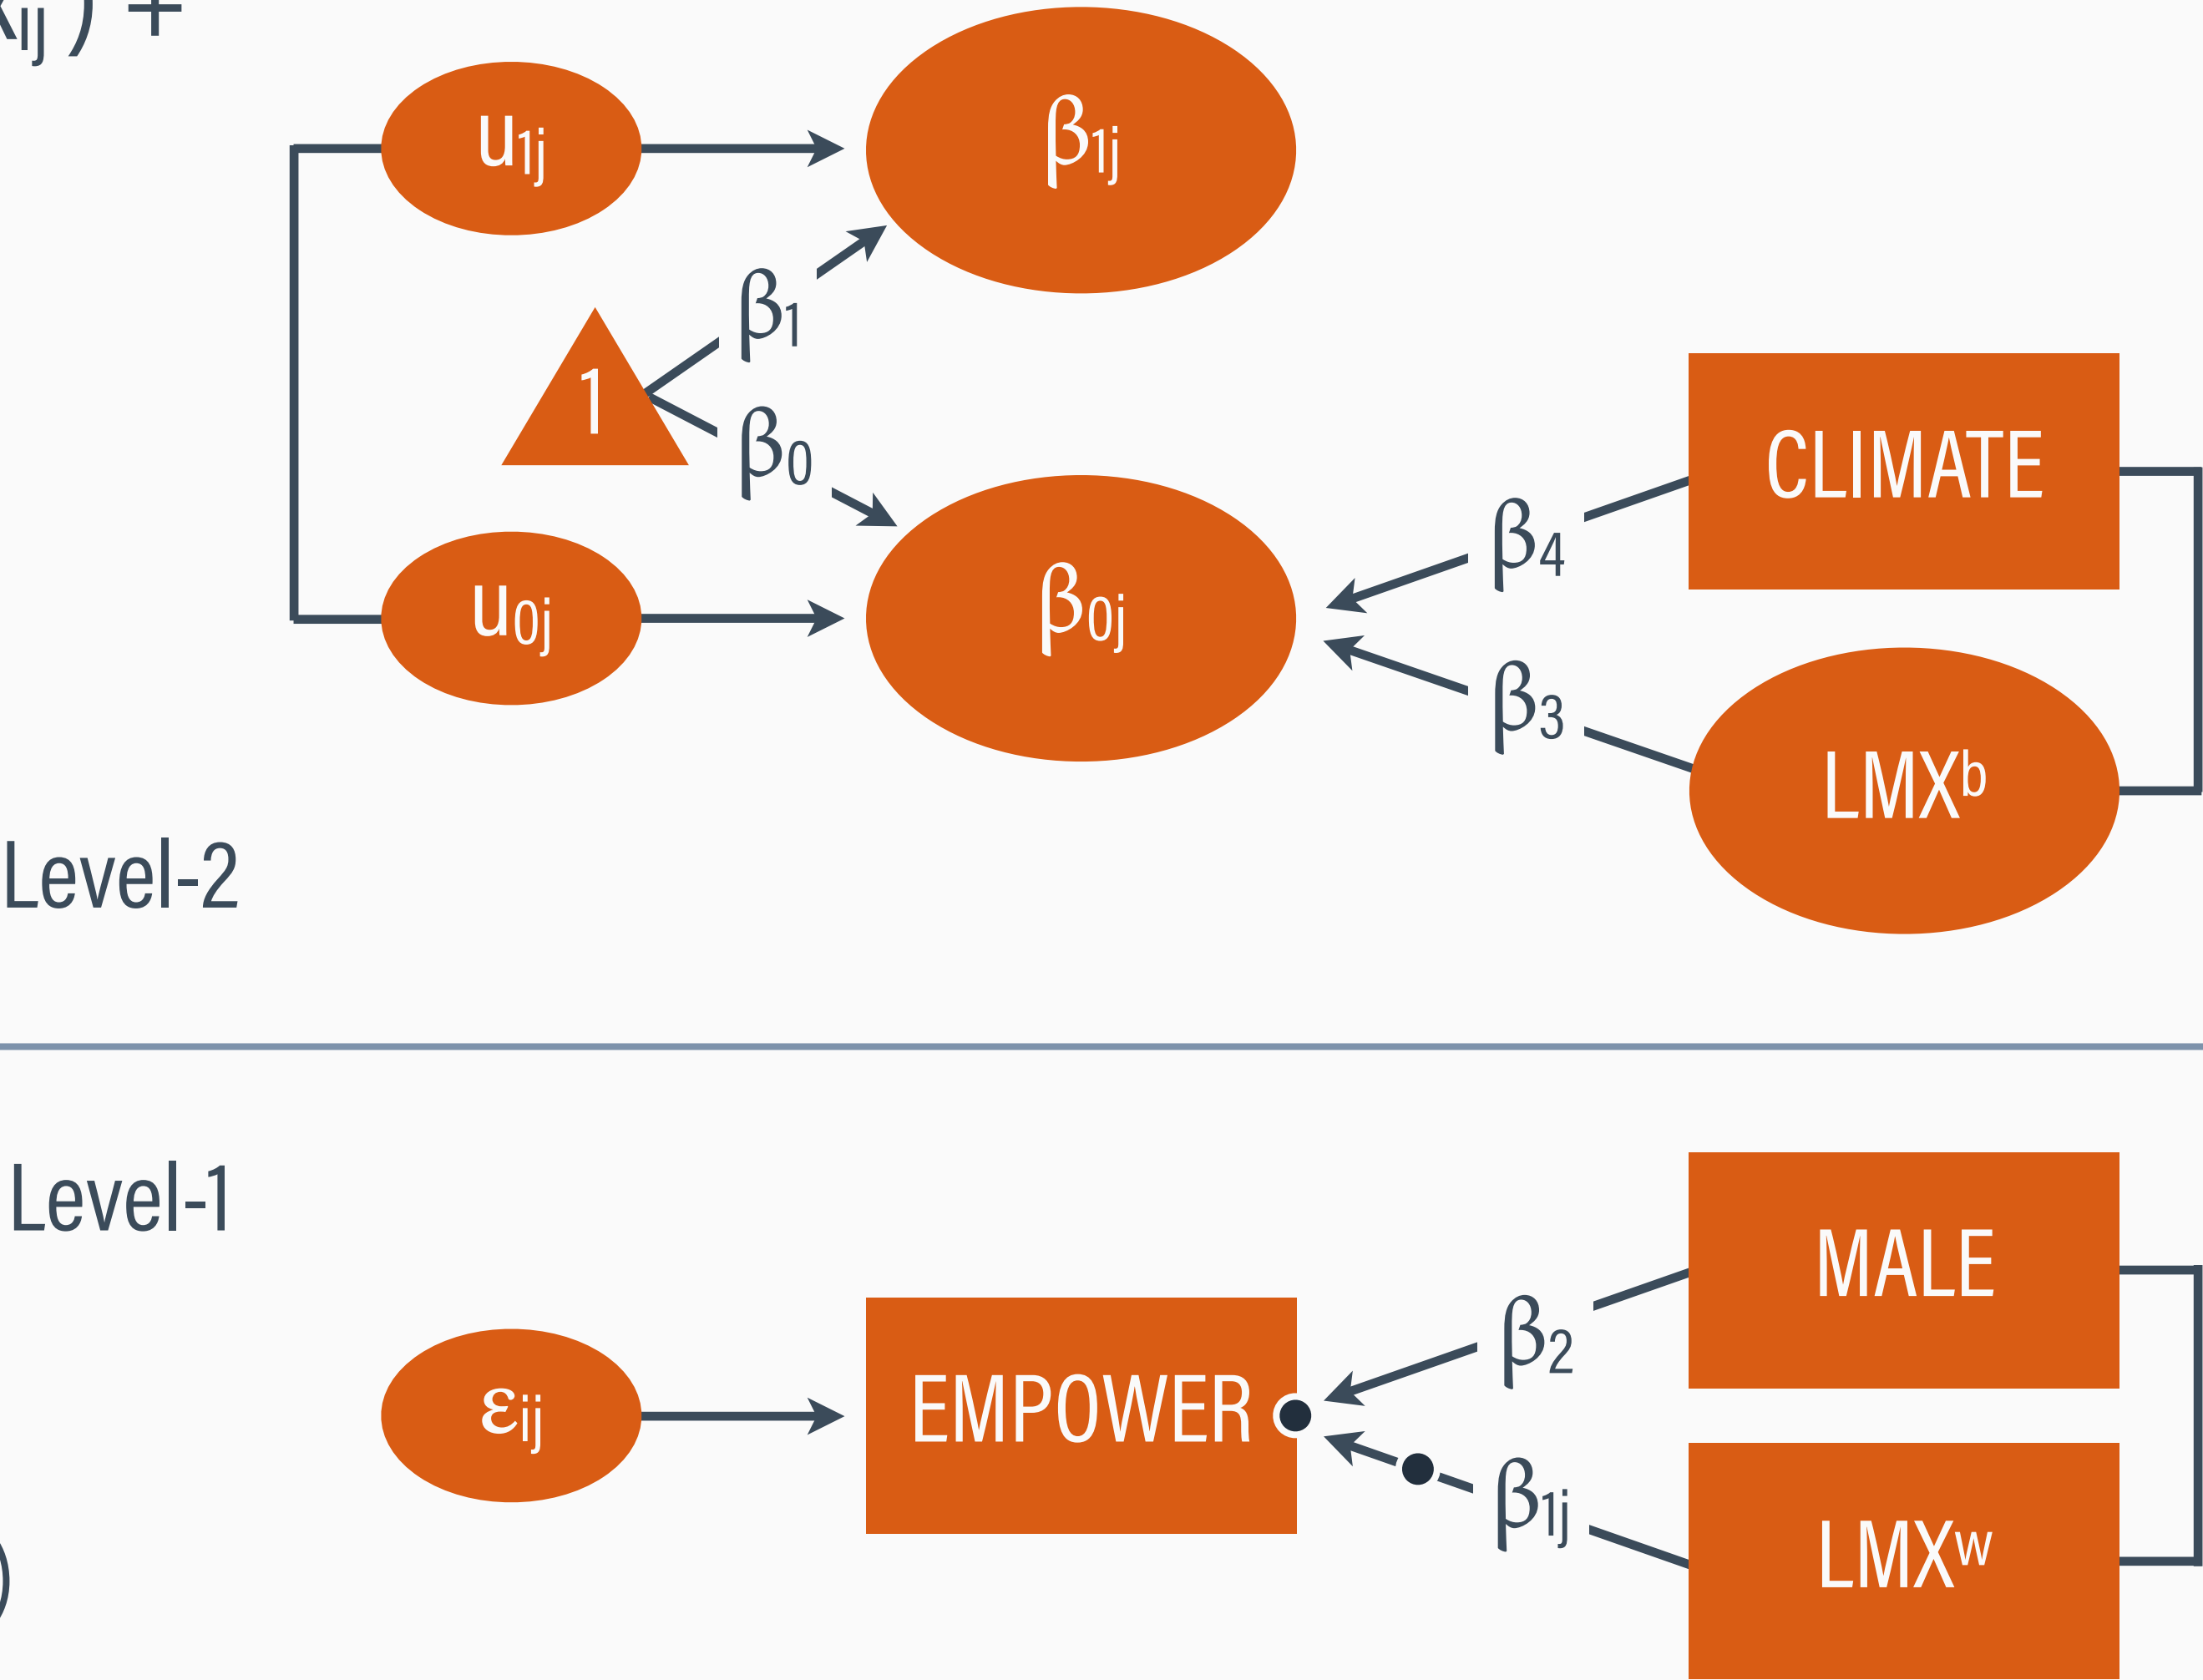 ij ) +
u1j
β1j
β1
1
β0
CLIMATE
β4
u0j
β0j
β3
LMXᵇ
Level-2
Level-1
MALE
β2
EMPOWER
εij
β1j
LMXʷ
)